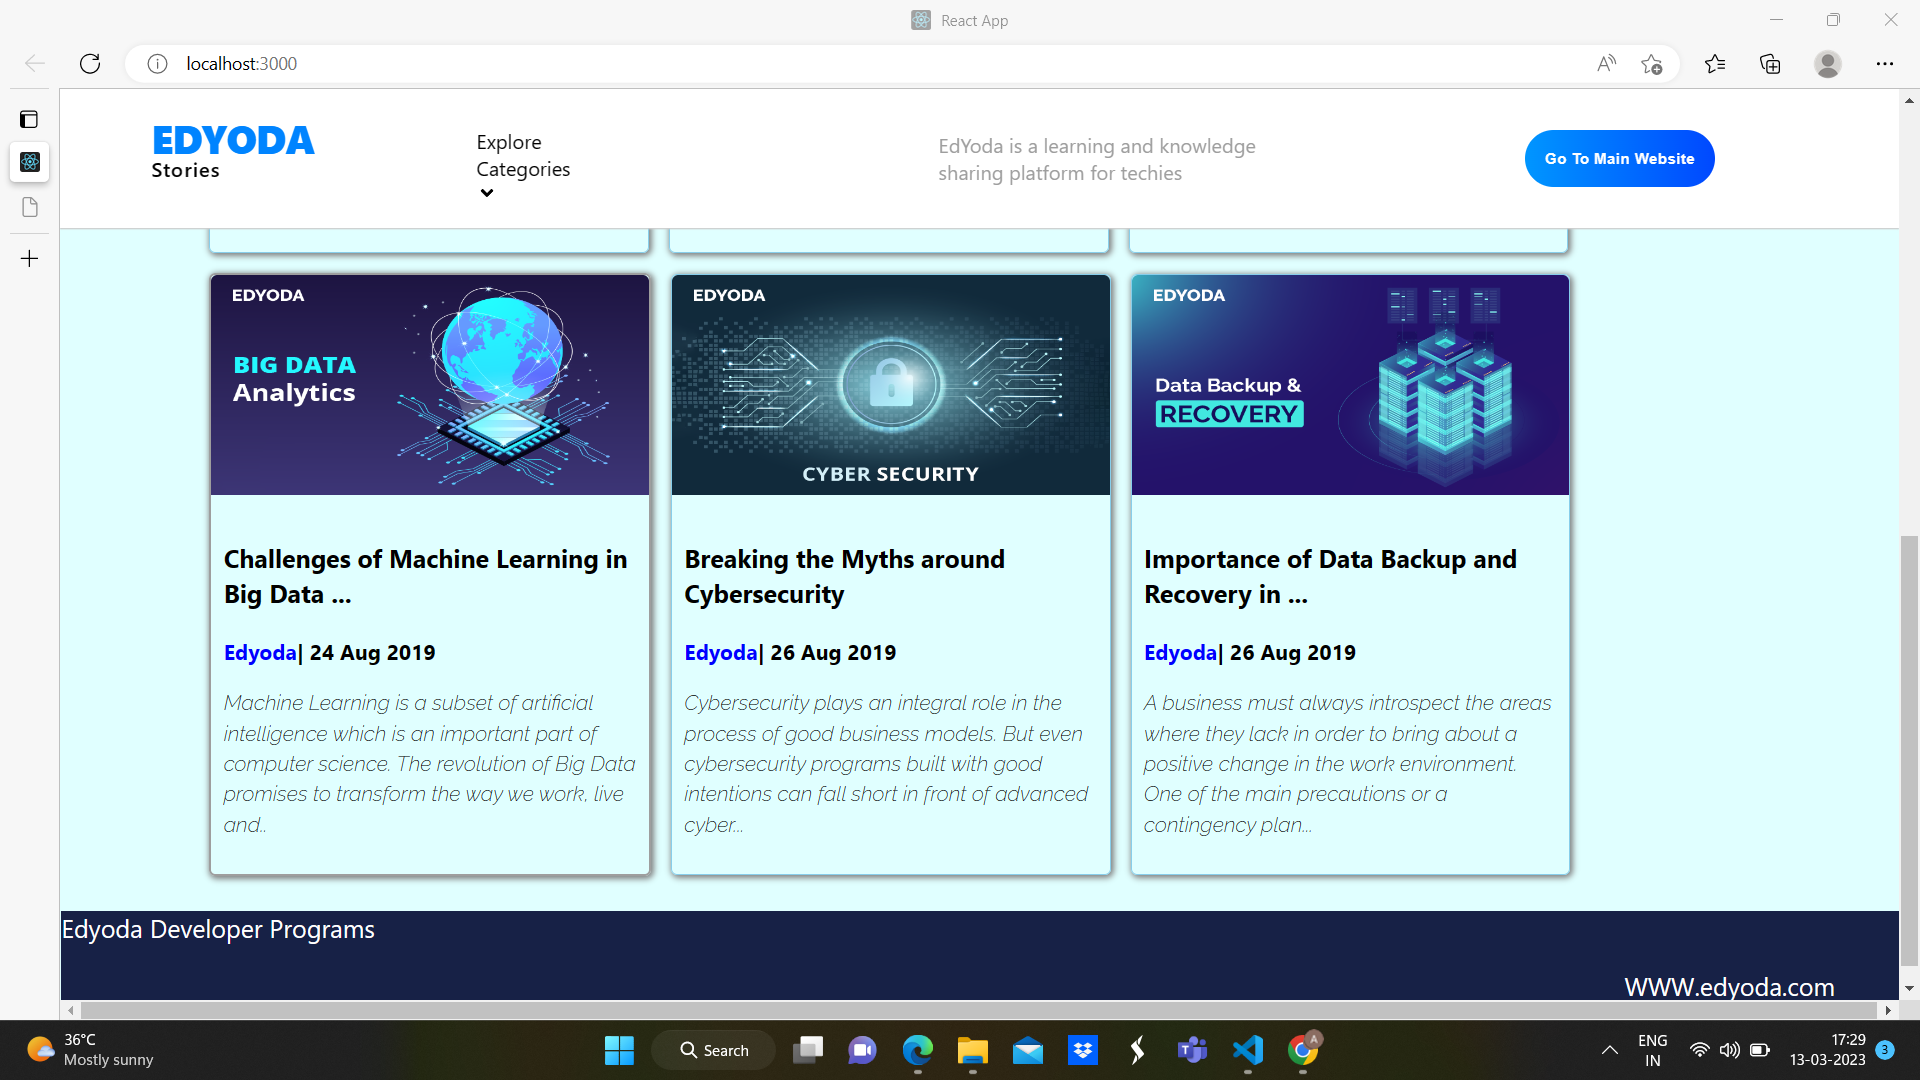 React App
localhost:3000
EDYODA
Stories
Explore
Categories
EdYoda is a learning and knowledge
sharing platform for techies
Go To Main Website
EDYODA
BIG DATA
Analytics
Challenges of Machine Learning in
Big Data ...
Edyoda| 24 Aug 2019
Machine Learning is a subset of artificial
intelligence which is an important part of
computer science. The revolution of Big Data
promises to transform the way we work, live
and..
EDYODA
CYBER SECURITY
Breaking the Myths around
Cybersecurity
Edyoda| 26 Aug 2019
Cybersecurity plays an integral role in the
process of good business models. But even
cybersecurity programs built with good
intentions can fall short in front of advanced
cyber...
EDYODA
Data Backup &
RECOVERY
Importance of Data Backup and
Recovery in ...
Edyoda| 26 Aug 2019
A business must always introspect the areas
where they lack in order to bring about a
positive change in the work environment.
One of the main precautions or a
contingency plan...
Edyoda Developer Programs
WWW.edyoda.com
36°C
Mostly sunny
Search
A
ENG
IN
17:29
13-03-2023
3